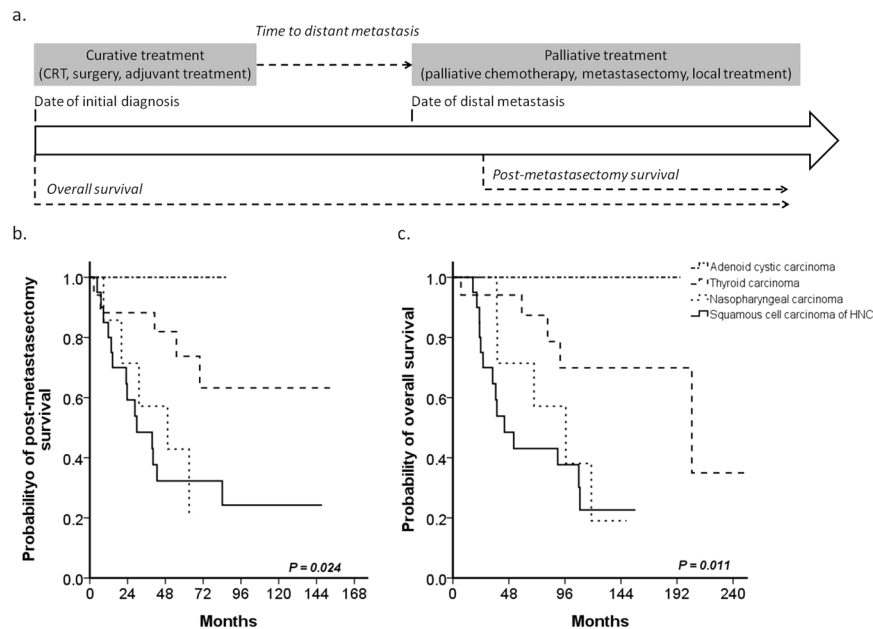 a.
Time to distant metastasis
Curative treatment
(CRT, surgery, adjuvant treatment)
Palliative treatment
(palliative chemotherapy, metastasectomy, local treatment)
Date of initial diagnosis
Date of distal metastasis
Post-metastasectomy survival
Overall survival
b.
Probabilityo of post-metastasectomy
survival
1.0
0.8
0.6
0.4
0.2
0.0
P = 0.024
0 24 48 72 96 120 144 168
Months
c.
Probability of overall survival
1.0
0.8
0.6
0.4
0.2
0.0
Adenoid cystic carcinoma
Thyroid carcinoma
Nasopharyngeal carcinoma
Squamous cell carcinoma of HNC
P = 0.011
0 48 96 144 192 240
Months